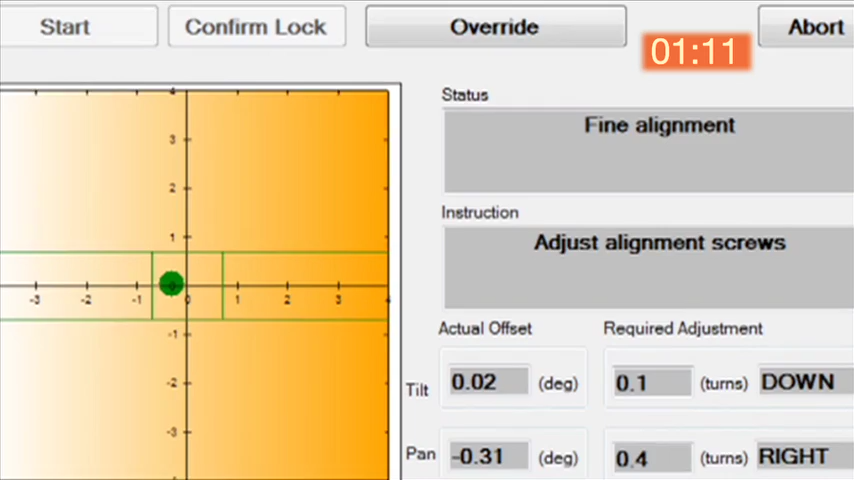 Start
Confirm Lock
Override
01:11
Abort
Status
Fine alignment
Instruction
Adjust alignment screws
4
3
2
1
-3 -2 -1 0 1 2 3 4
-1
-2
-3
Actual Offset
Required Adjustment
Tilt 0.02 (deg) 0.1 (turns) DOWN
Pan -0.31 (deg) 0.4 (turns) RIGHT